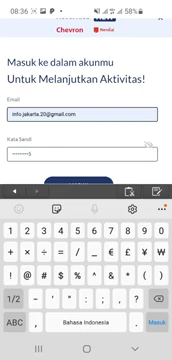 08:36
58%
Chevron
Kendall
Masuk ke dalam akunmu
Untuk Melanjutkan Aktivitas!
Email
info.jakarta.20@gmail.com
Kata Sandi
1 2 3 4 5 6 7 8 9 0
+ × ÷ = / _ € £ ¥ ₩
! @ # $ % ^ & * ( )
1/2 - ' " : ; , ?
ABC , Bahasa Indonesia . Masuk